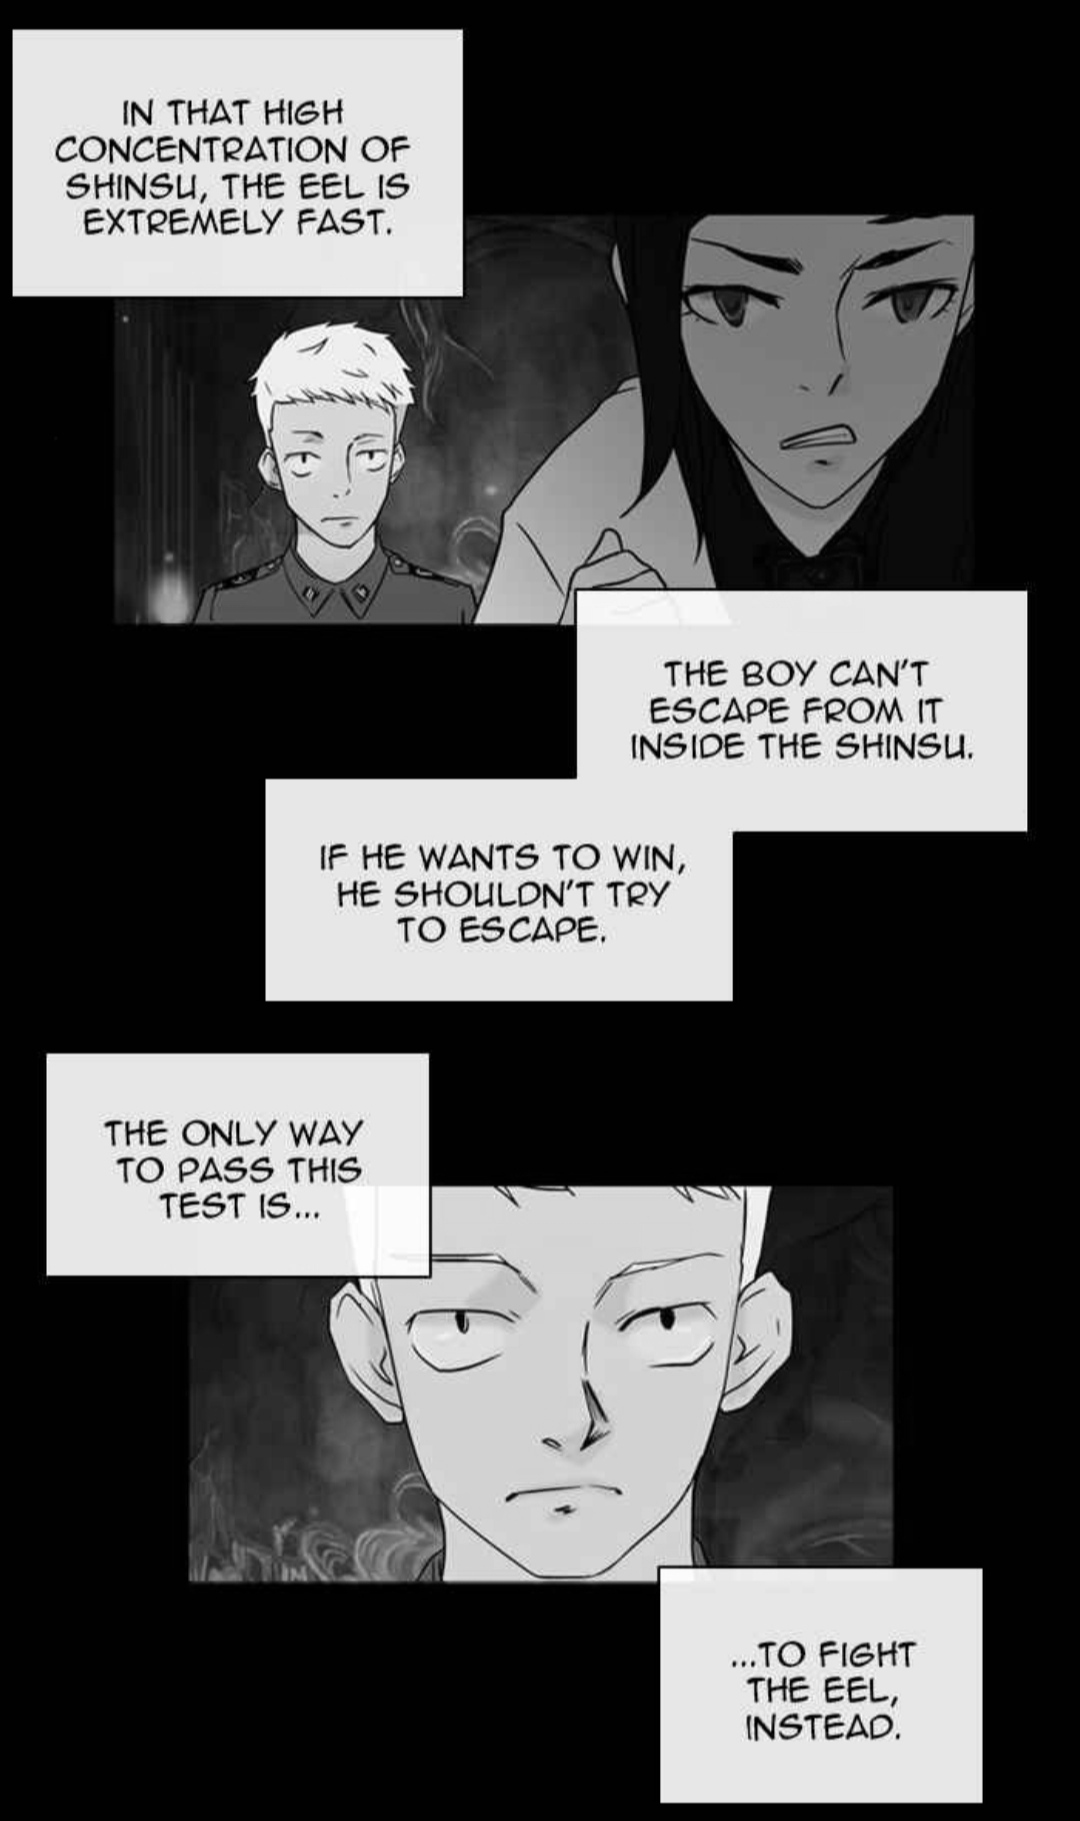 IN THAT HIGH
CONCENTRATION OF
SHINSU, THE EEL IS
EXTREMELY FAST.
THE BOY CAN'T
ESCAPE FROM IT
INSIDE THE SHINSU.
IF HE WANTS TO WIN,
HE SHOULDN'T TRY
TO ESCAPE.
THE ONLY WAY
TO PASS THIS
TEST IS...
...TO FIGHT
THE EEL,
INSTEAD.